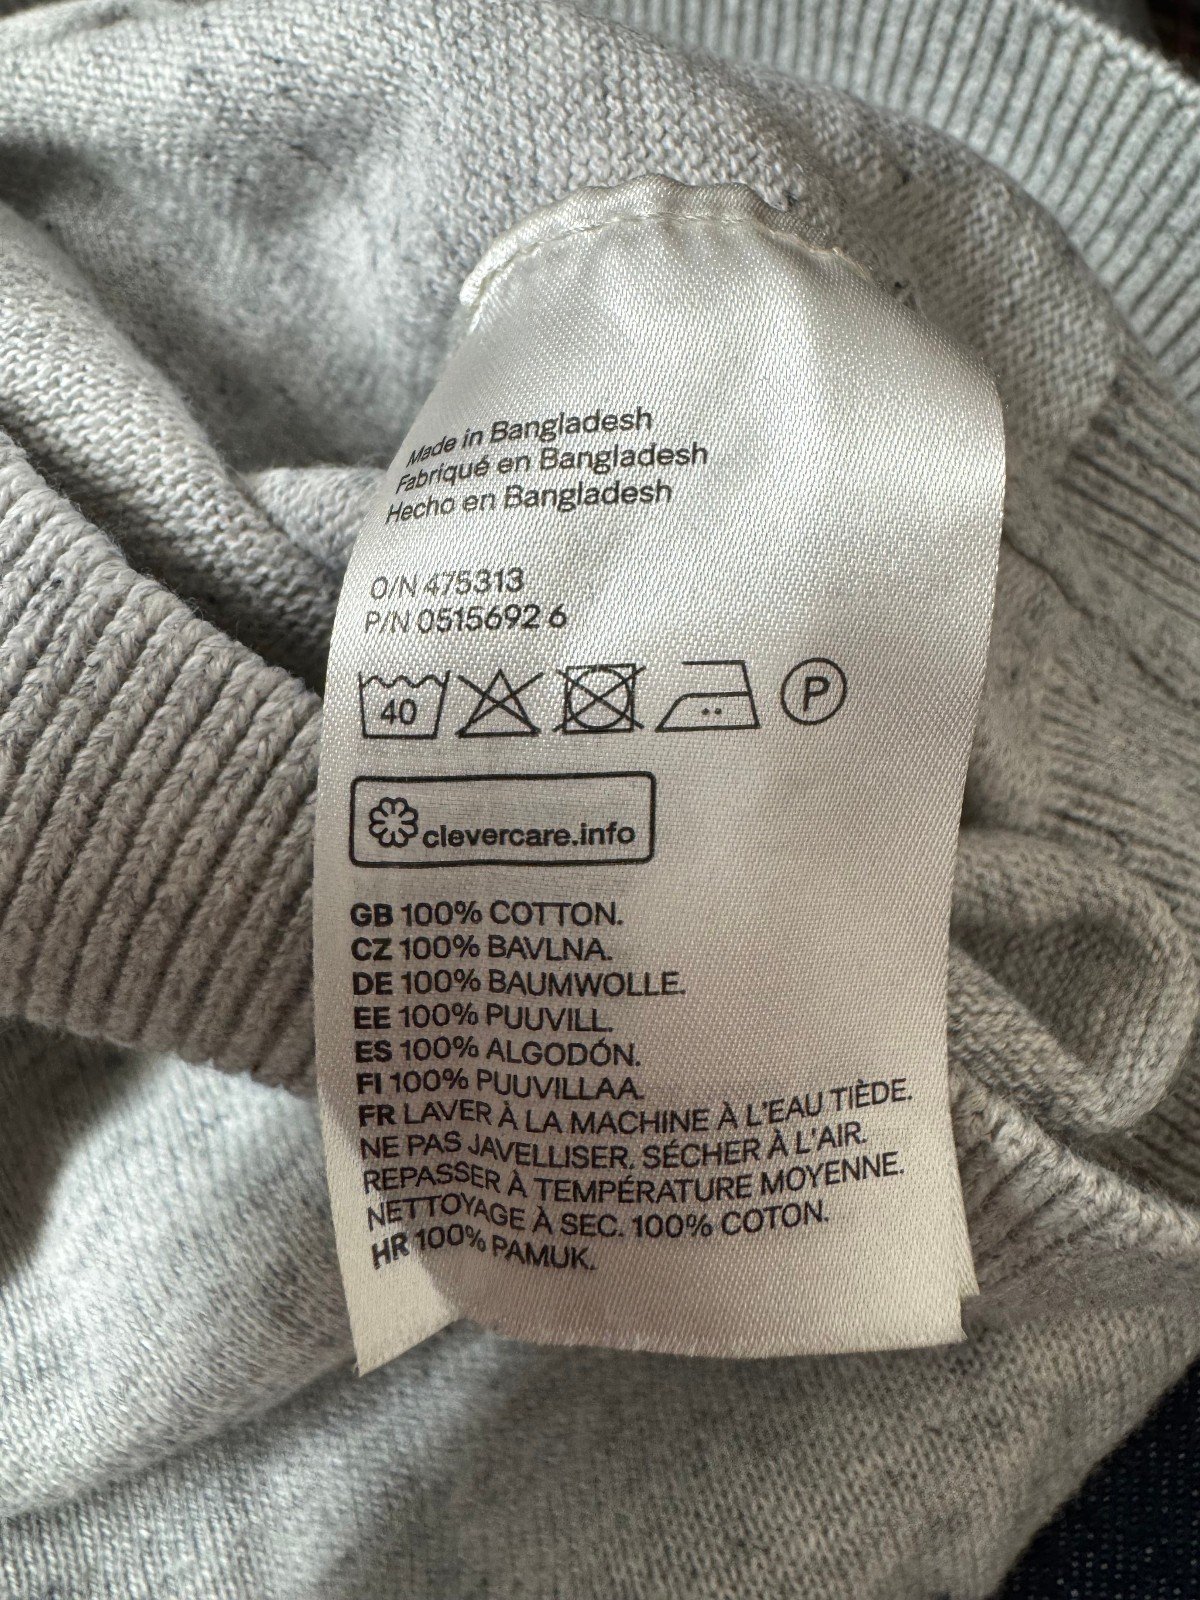 Made in Bangladesh
Fabriqué en Bangladesh
Hecho en Bangladesh
O/N 475313
P/N 0515692 6
40 P
clevercare.info
GB 100% COTTON.
CZ 100% BAVLNA.
DE 100% BAUMWOLLE.
EE 100% PUUVILL.
ES 100% ALGODÓN.
FI 100% PUUVILLAA.
FR LAVER À LA MACHINE À L'EAU TIÈDE.
NE PAS JAVELLISER. SÉCHER À L'AIR.
REPASSER À TEMPÉRATURE MOYENNE.
NETTOYAGE À SEC. 100% COTON.
HR 100% PAMUK.